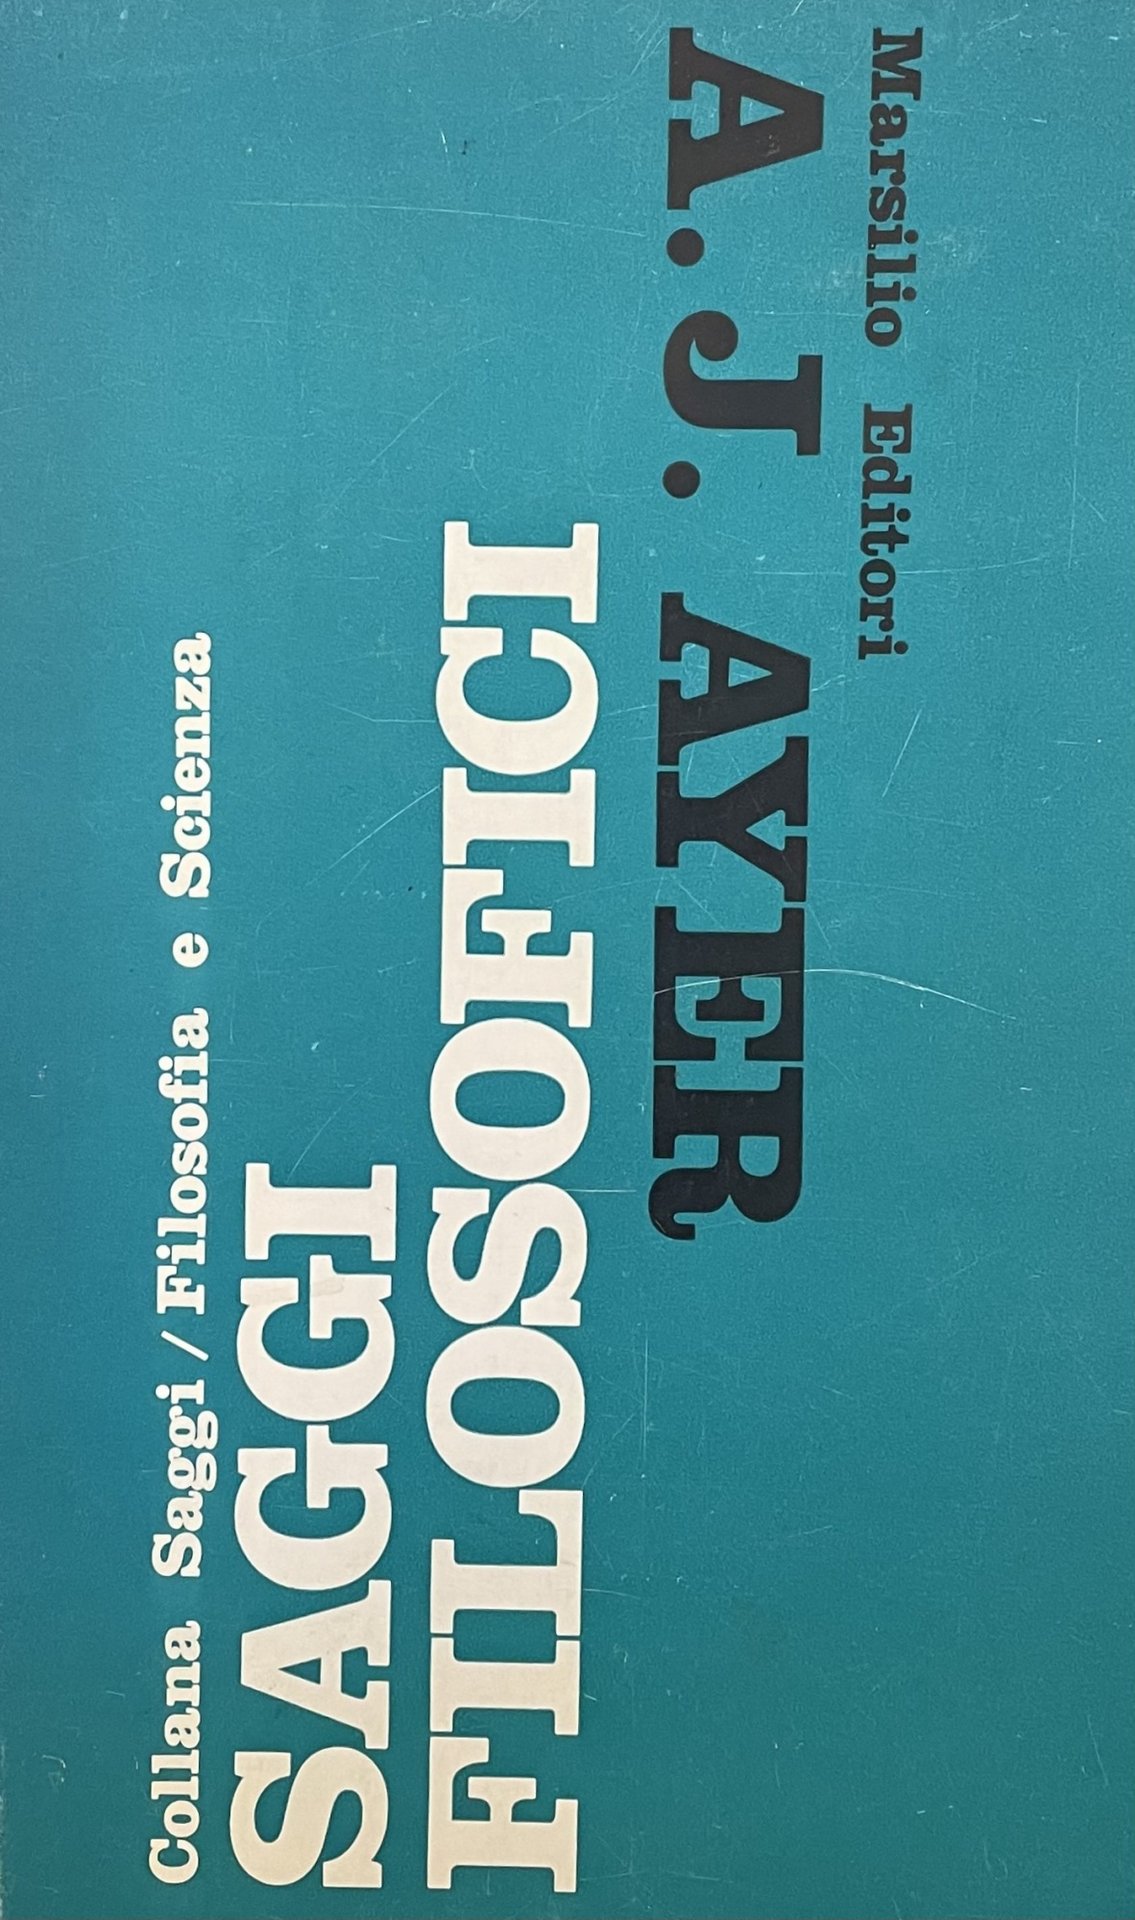 Marsilio Editori
A. J. AYER
Collana Saggi / Filosofia e Scienza
SAGGI
FILOSOFICI